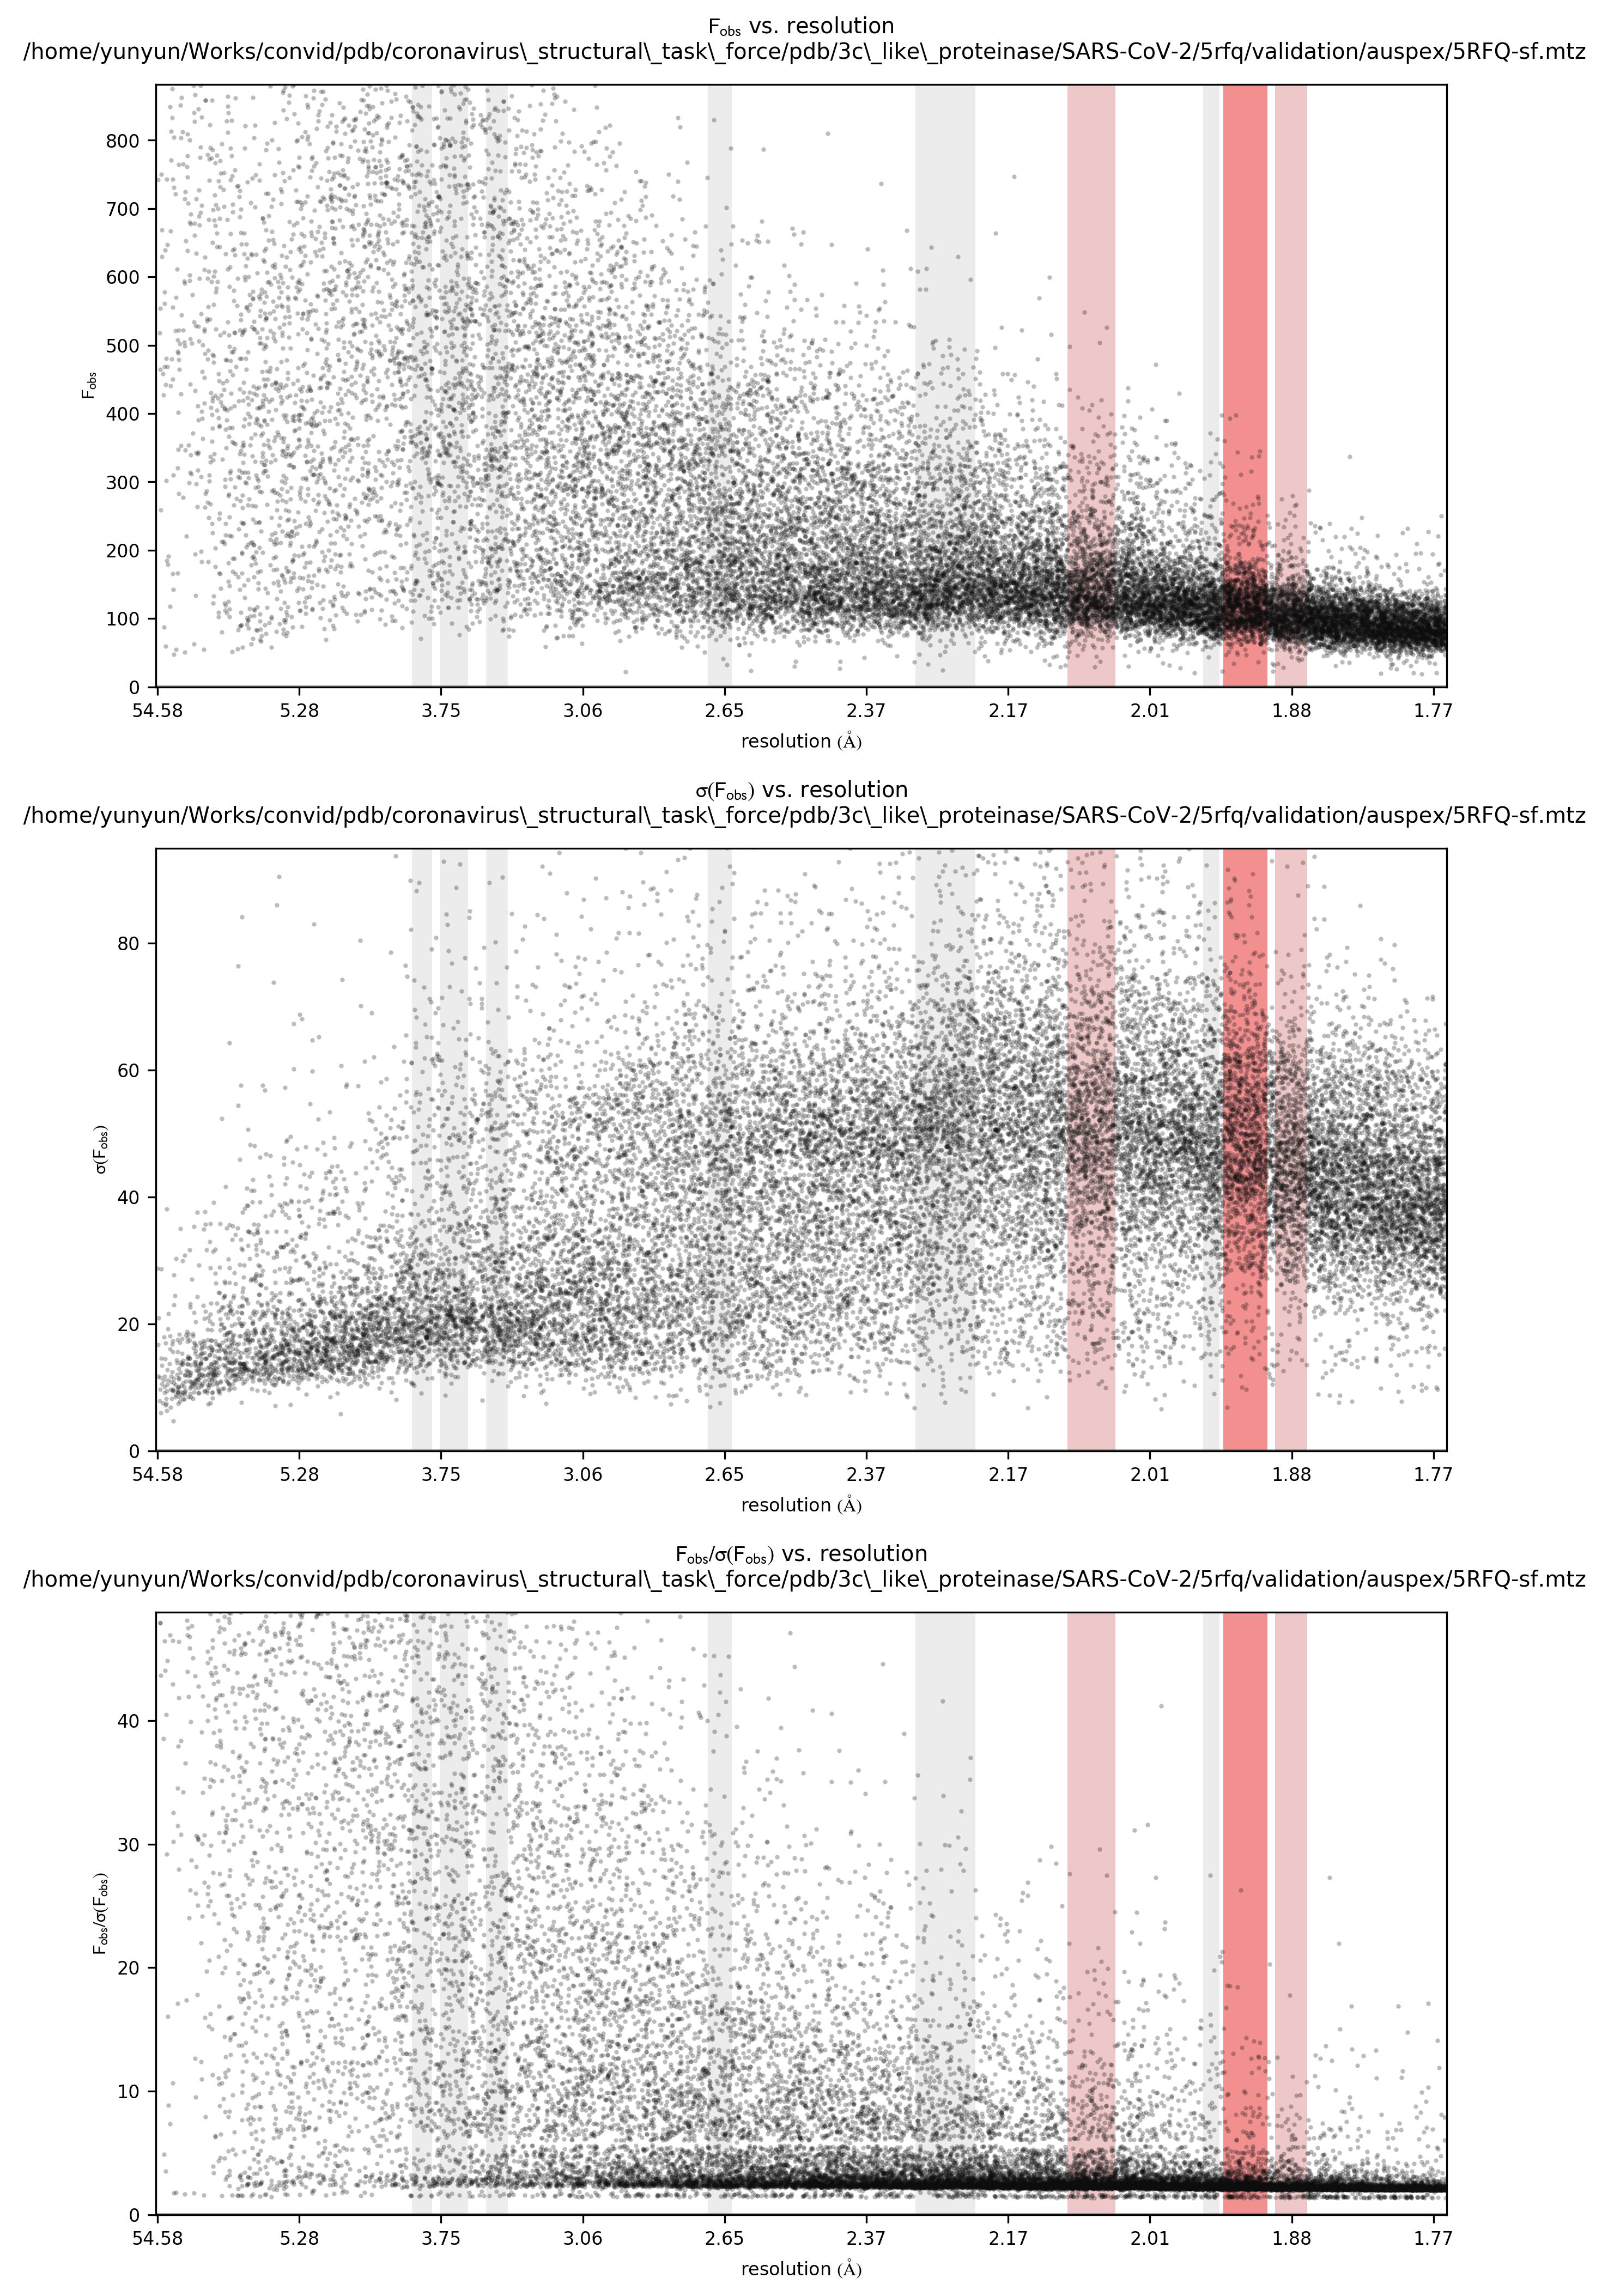 Fobs vs. resolution
/home/yunyun/Works/convid/pdb/coronavirus\_structural\_task\_force/pdb/3c\_like\_proteinase/SARS-CoV-2/5rfq/validation/auspex/5RFQ-sf.mtz
800
700
600
500
400
300
200
100
0
Fobs
54.58 5.28 3.75 3.06 2.65 2.37 2.17 2.01 1.88 1.77
resolution (Å)
σ(Fobs) vs. resolution
/home/yunyun/Works/convid/pdb/coronavirus\_structural\_task\_force/pdb/3c\_like\_proteinase/SARS-CoV-2/5rfq/validation/auspex/5RFQ-sf.mtz
80
60
40
20
0
σ(Fobs)
54.58 5.28 3.75 3.06 2.65 2.37 2.17 2.01 1.88 1.77
resolution (Å)
Fobs/σ(Fobs) vs. resolution
/home/yunyun/Works/convid/pdb/coronavirus\_structural\_task\_force/pdb/3c\_like\_proteinase/SARS-CoV-2/5rfq/validation/auspex/5RFQ-sf.mtz
40
30
20
10
0
Fobs/σ(Fobs)
54.58 5.28 3.75 3.06 2.65 2.37 2.17 2.01 1.88 1.77
resolution (Å)